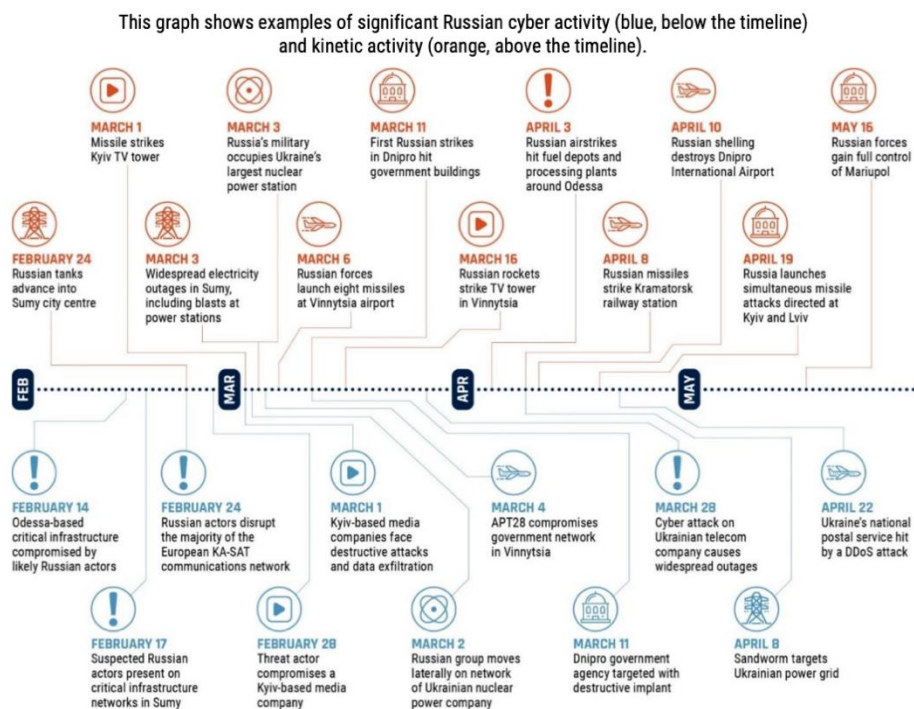 This graph shows examples of significant Russian cyber activity (blue, below the timeline)
and kinetic activity (orange, above the timeline).
MARCH 1
Missile strikes
Kyiv TV tower
MARCH 3
Russia's military
occupies Ukraine's
largest nuclear
power station
MARCH 11
First Russian strikes
in Dnipro hit
government buildings
APRIL 3
Russian airstrikes
hit fuel depots and
processing plants
around Odessa
APRIL 10
Russian shelling
destroys Dnipro
International Airport
MAY 16
Russian forces
gain full control
of Mariupol
FEBRUARY 24
Russian tanks
advance into
Sumy city centre
MARCH 3
Widespread electricity
outages in Sumy,
including blasts at
power stations
MARCH 6
Russian forces
launch eight missiles
at Vinnytsia airport
MARCH 16
Russian rockets
strike TV tower
in Vinnytsia
APRIL 8
Russian missiles
strike Kramatorsk
railway station
APRIL 19
Russia launches
simultaneous missile
attacks directed at
Kyiv and Lviv
FEB
MAR
APR
MAY
FEBRUARY 14
Odessa-based
critical infrastructure
compromised by
likely Russian actors
FEBRUARY 24
Russian actors disrupt
the majority of the
European KA-SAT
communications network
MARCH 1
Kyiv-based media
companies face
destructive attacks
and data exfiltration
MARCH 4
APT28 compromises
government network
in Vinnytsia
MARCH 28
Cyber attack on
Ukrainian telecom
company causes
widespread outages
APRIL 22
Ukraine's national
postal service hit
by a DDoS attack
FEBRUARY 17
Suspected Russian
actors present on
critical infrastructure
networks in Sumy
FEBRUARY 28
Threat actor
compromises a
Kyiv-based media
company
MARCH 2
Russian group moves
laterally on network
of Ukrainian nuclear
power company
MARCH 11
Dnipro government
agency targeted with
destructive implant
APRIL 8
Sandworm targets
Ukrainian power grid